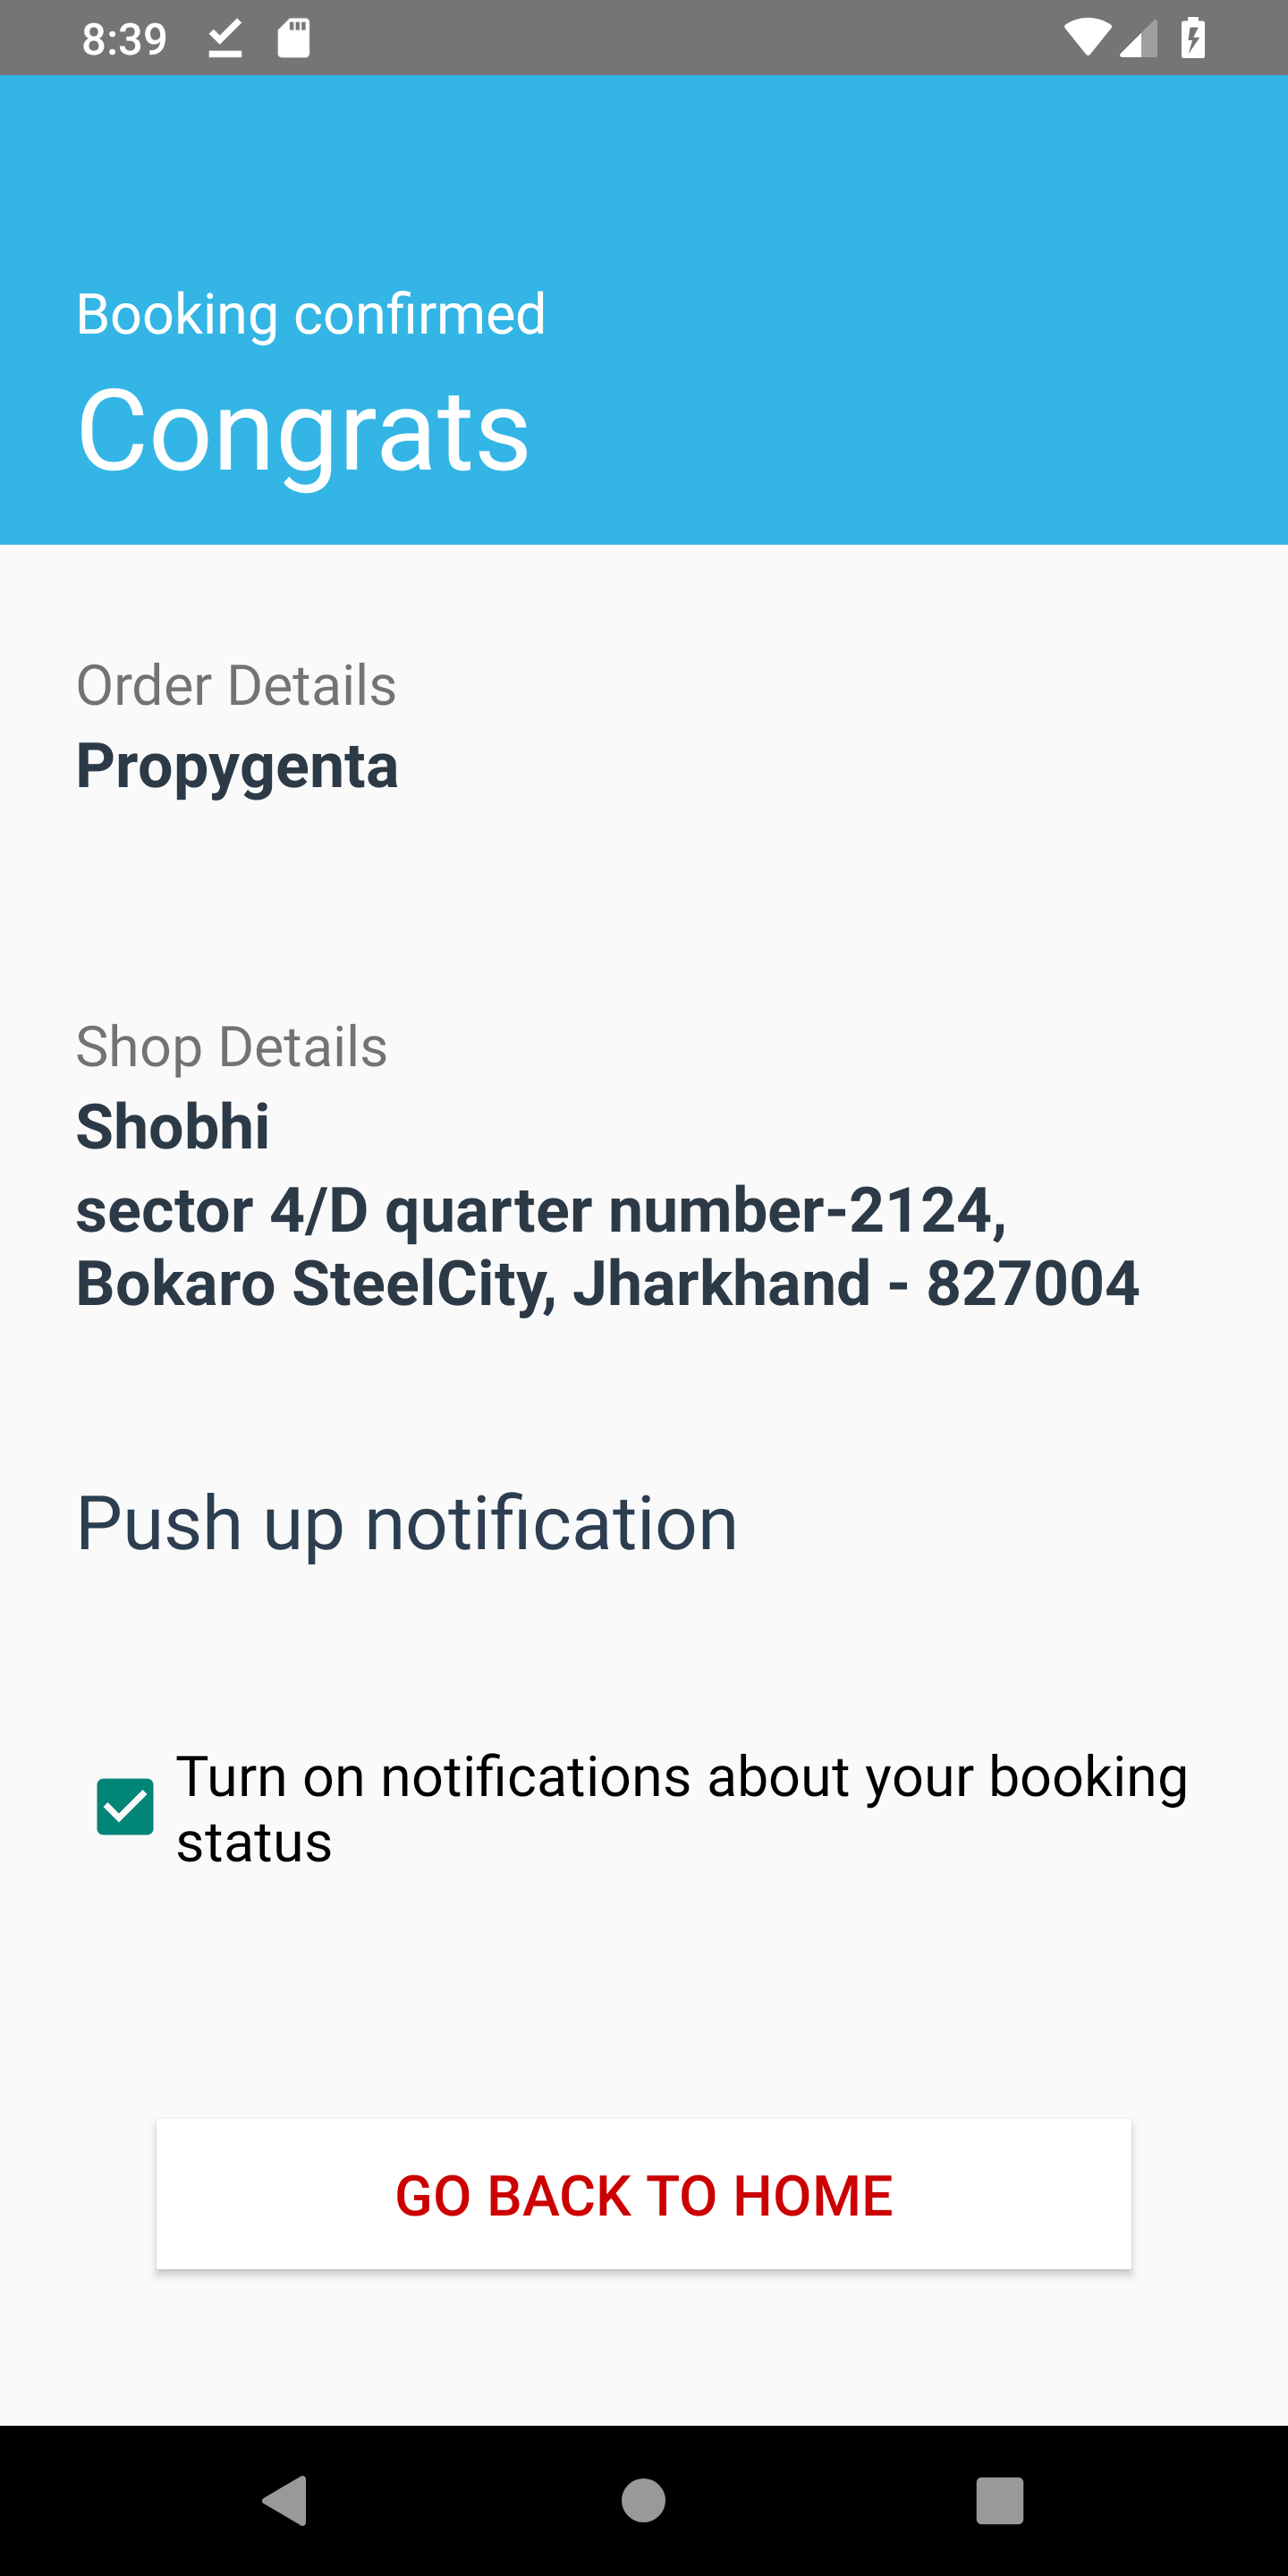 8:39
Booking confirmed
Congrats
Order Details
Propygenta
Shop Details
Shobhi
sector 4/D quarter number-2124,
Bokaro SteelCity, Jharkhand - 827004
Push up notification
Turn on notifications about your booking
status
GO BACK TO HOME